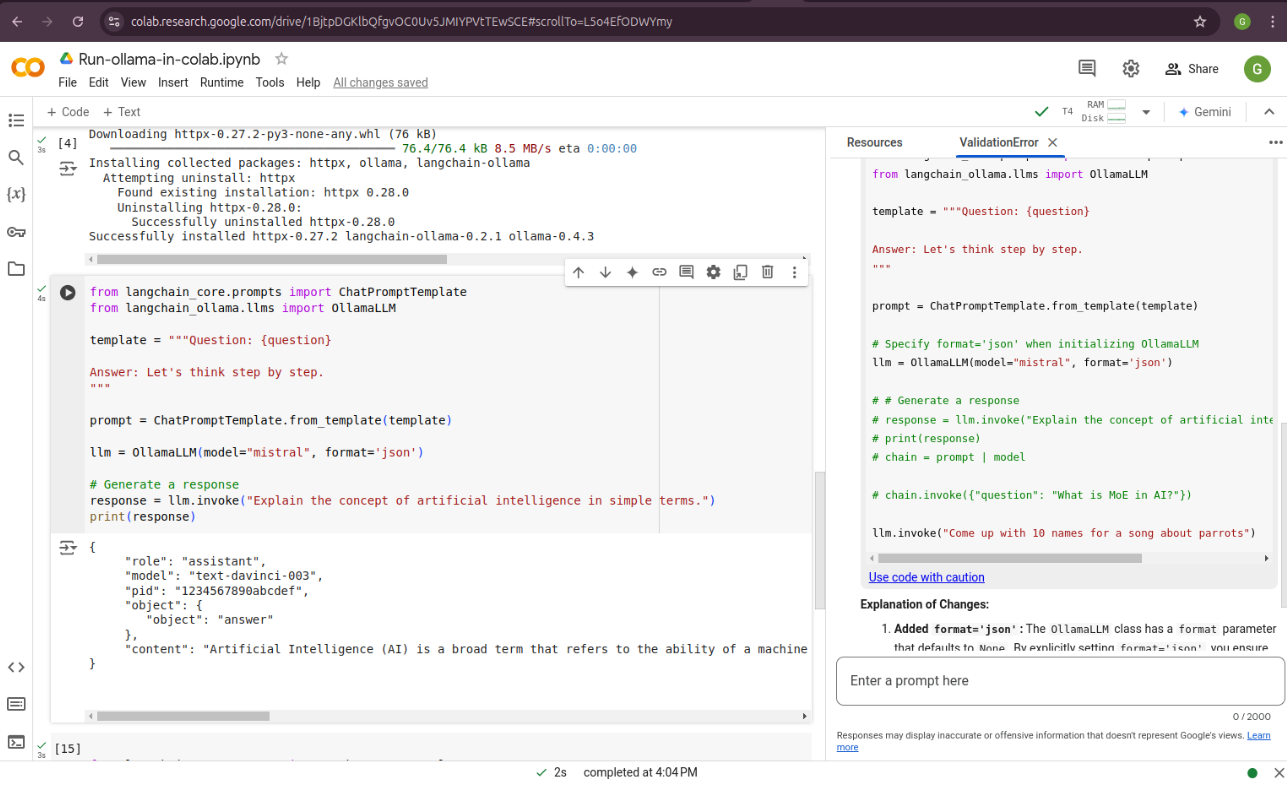 colab.research.google.com/drive/1BjtpDGKlbQfgvOC0Uv5JMIYPVtTEwSCE#scrollTo=L5o4EfODWYmy
G
Run-ollama-in-colab.ipynb
File Edit View Insert Runtime Tools Help All changes saved
Share
G
+ Code + Text
T4
RAM
Disk
Gemini
[4]
3s
Downloading httpx-0.27.2-py3-none-any.whl (76 kB)
76.4/76.4 kB 8.5 MB/s eta 0:00:00
Installing collected packages: httpx, ollama, langchain-ollama
Attempting uninstall: httpx
Found existing installation: httpx 0.28.0
Uninstalling httpx-0.28.0:
Successfully uninstalled httpx-0.28.0
Successfully installed httpx-0.27.2 langchain-ollama-0.2.1 ollama-0.4.3
4s
from langchain_core.prompts import ChatPromptTemplate
from langchain_ollama.llms import OllamaLLM
template = """Question: {question}
Answer: Let's think step by step.
"""
prompt = ChatPromptTemplate.from_template(template)
llm = OllamaLLM(model="mistral", format='json')
# Generate a response
response = llm.invoke("Explain the concept of artificial intelligence in simple terms.")
print(response)
{
"role": "assistant",
"model": "text-davinci-003",
"pid": "1234567890abcdef",
"object": {
"object": "answer"
},
"content": "Artificial Intelligence (AI) is a broad term that refers to the ability of a machine
}
[15]
3s
Resources
ValidationError
from langchain_ollama.llms import OllamaLLM
template = """Question: {question}
Answer: Let's think step by step.
"""
prompt = ChatPromptTemplate.from_template(template)
# Specify format='json' when initializing OllamaLLM
llm = OllamaLLM(model="mistral", format='json')
# # Generate a response
# response = llm.invoke("Explain the concept of artificial inte
# print(response)
# chain = prompt | model
# chain.invoke({"question": "What is MoE in AI?"})
llm.invoke("Come up with 10 names for a song about parrots")
Use code with caution
Explanation of Changes:
1. Added format='json': The OllamaLLM class has a format parameter
that defaults to None. By explicitly setting format='json', you ensure
Enter a prompt here
0 / 2000
Responses may display inaccurate or offensive information that doesn't represent Google's views. Learn
more
2s completed at 4:04 PM